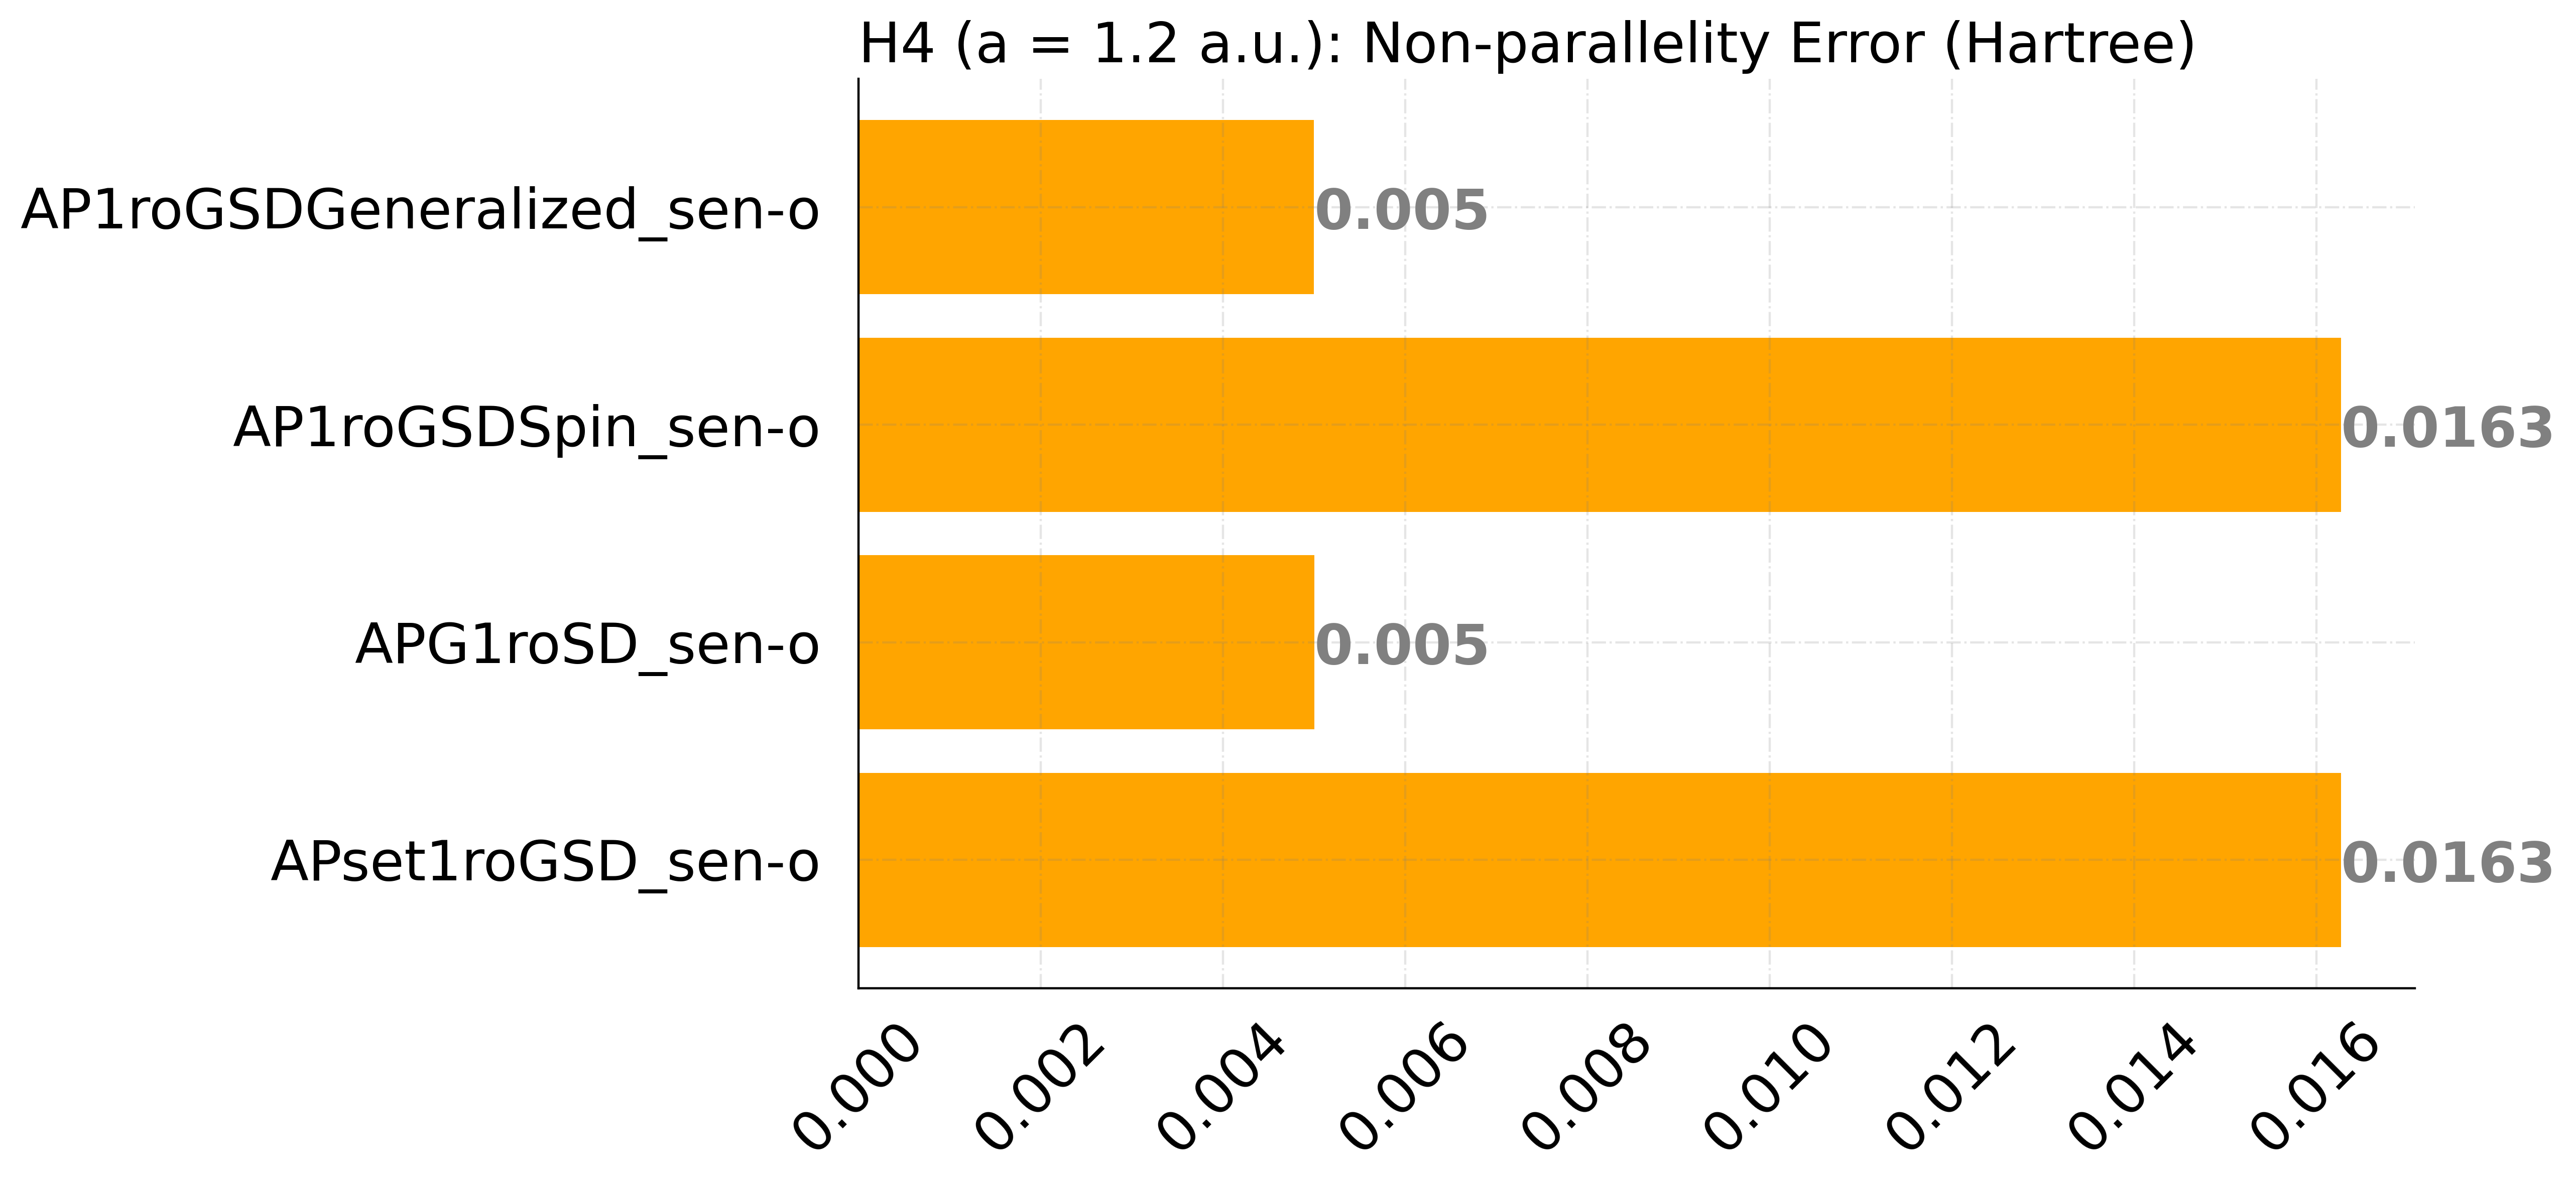 H4 (a = 1.2 a.u.): Non-parallelity Error (Hartree)
AP1roGSDGeneralized_sen-o
0.005
AP1roGSDSpin_sen-o
0.0163
APG1roSD_sen-o
0.005
APset1roGSD_sen-o
0.0163
0.000
0.002
0.004
0.006
0.008
0.010
0.012
0.014
0.016